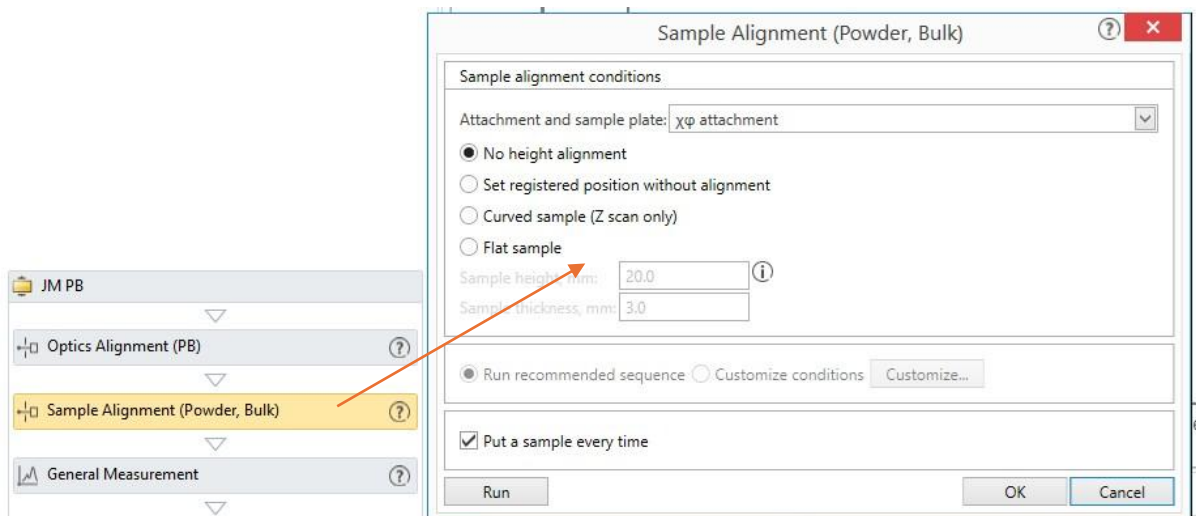 Sample Alignment (Powder, Bulk)
Sample alignment conditions
Attachment and sample plate: χφ attachment
No height alignment
Set registered position without alignment
Curved sample (Z scan only)
Flat sample
Sample height, mm: 20.0
Sample thickness, mm: 3.0
Run recommended sequence Customize conditions Customize...
Put a sample every time
Run OK Cancel
JM PB
Optics Alignment (PB)
Sample Alignment (Powder, Bulk)
General Measurement